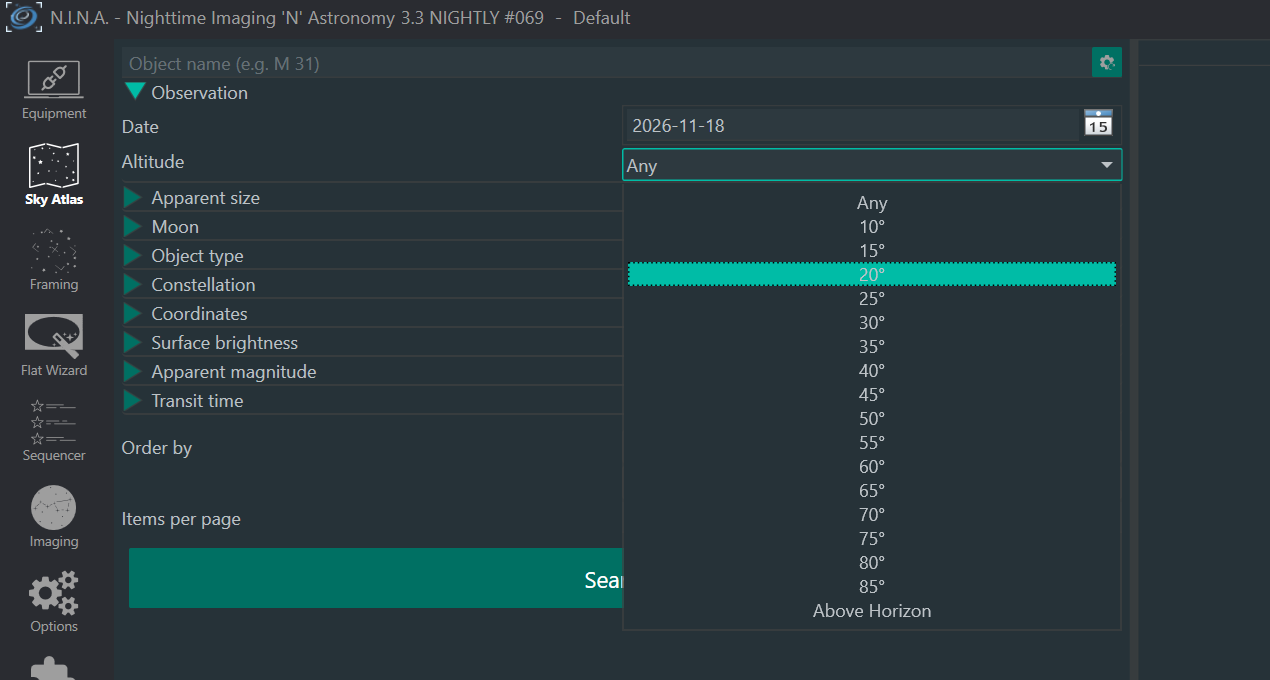 N.I.N.A. - Nighttime Imaging 'N' Astronomy 3.3 NIGHTLY #069 - Default
Equipment
Sky Atlas
Framing
Flat Wizard
Sequencer
Imaging
Options
Object name (e.g. M 31)
Observation
Date
2026-11-18
15
Altitude
Any
Apparent size
Moon
Object type
Constellation
Coordinates
Surface brightness
Apparent magnitude
Transit time
Order by
Items per page
Any
10°
15°
20°
25°
30°
35°
40°
45°
50°
55°
60°
65°
70°
75°
80°
85°
Above Horizon